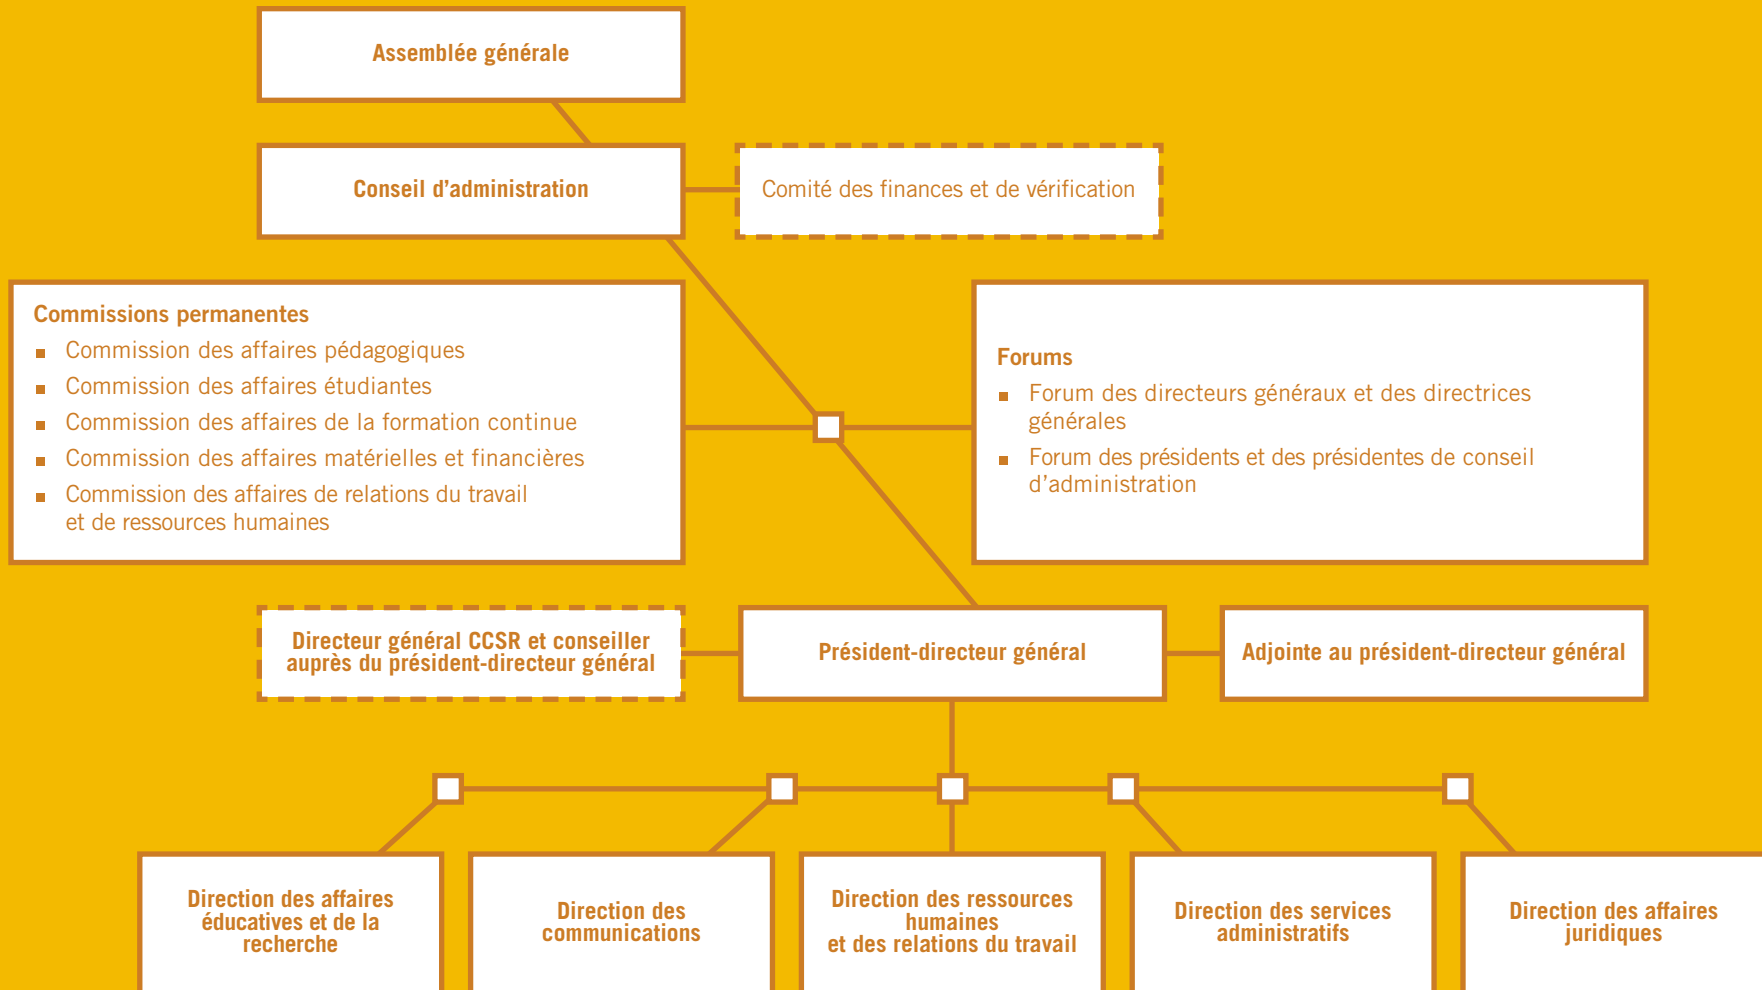 Assemblée générale
Conseil d’administration
Comité des finances et de vérification
Commissions permanentes
Commission des affaires pédagogiques
Commission des affaires étudiantes
Commission des affaires de la formation continue
Commission des affaires matérielles et financières
Commission des affaires de relations du travail
et de ressources humaines
Forums
Forum des directeurs généraux et des directrices
générales
Forum des présidents et des présidentes de conseil
d’administration
Directeur général CCSR et conseiller
auprès du président-directeur général
Président-directeur général
Adjointe au président-directeur général
Direction des affaires
éducatives et de la
recherche
Direction des
communications
Direction des ressources
humaines
et des relations du travail
Direction des services
administratifs
Direction des affaires
juridiques